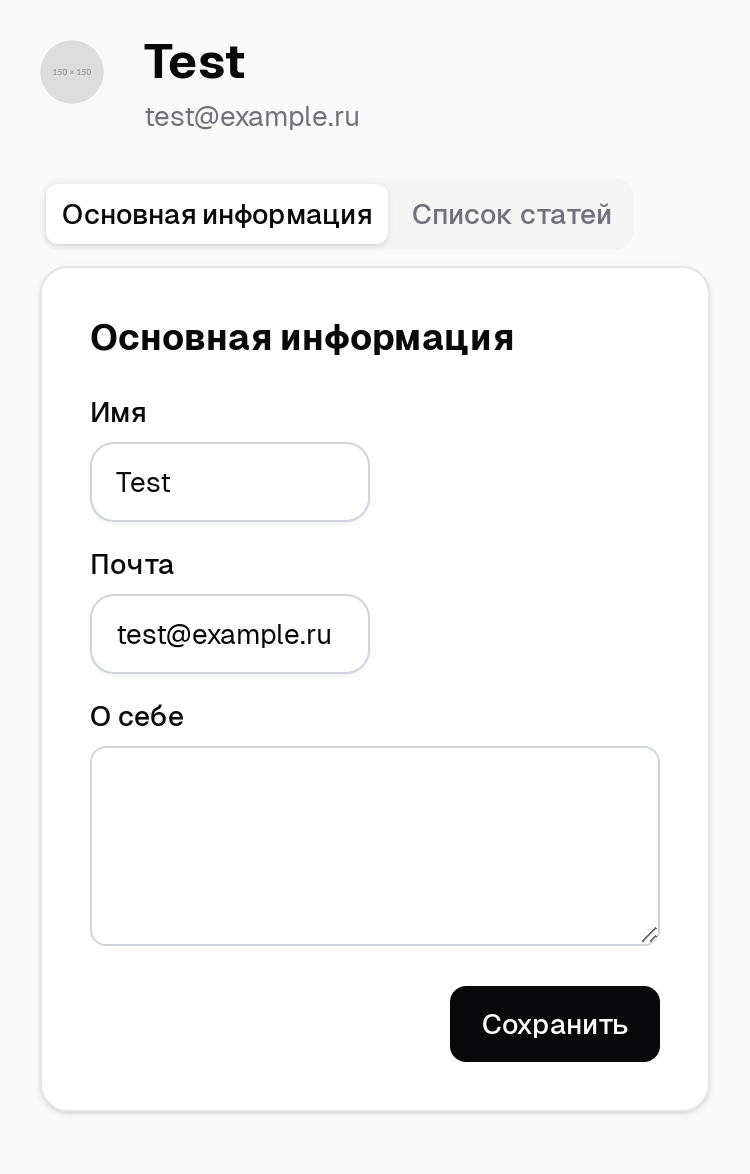 150 × 150
Test
test@example.ru
Основная информация
Список статей
Основная информация
Имя
Test
Почта
test@example.ru
О себе
Сохранить